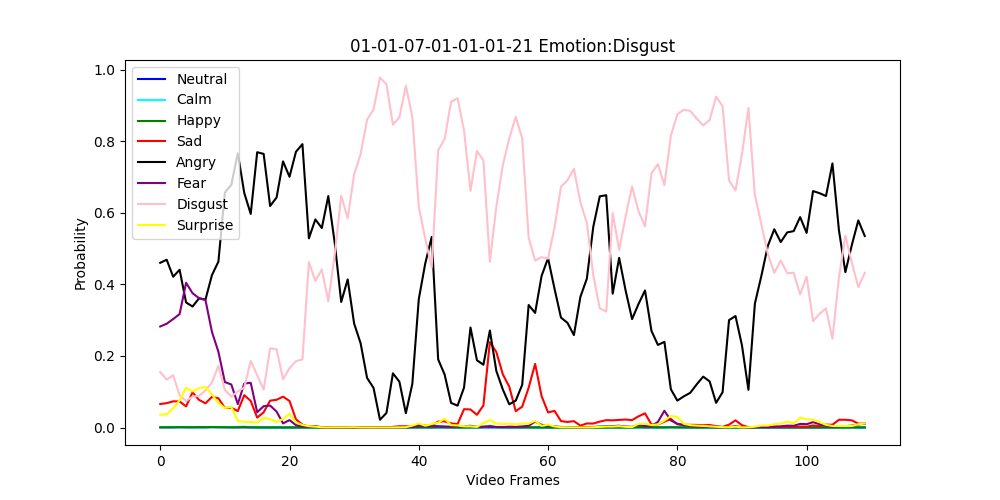 01-01-07-01-01-01-21 Emotion:Disgust
1.0
0.8
0.6
0.4
0.2
0.0
Probability
Neutral
Calm
Happy
Sad
Angry
Fear
Disgust
Surprise
0 20 40 60 80 100
Video Frames